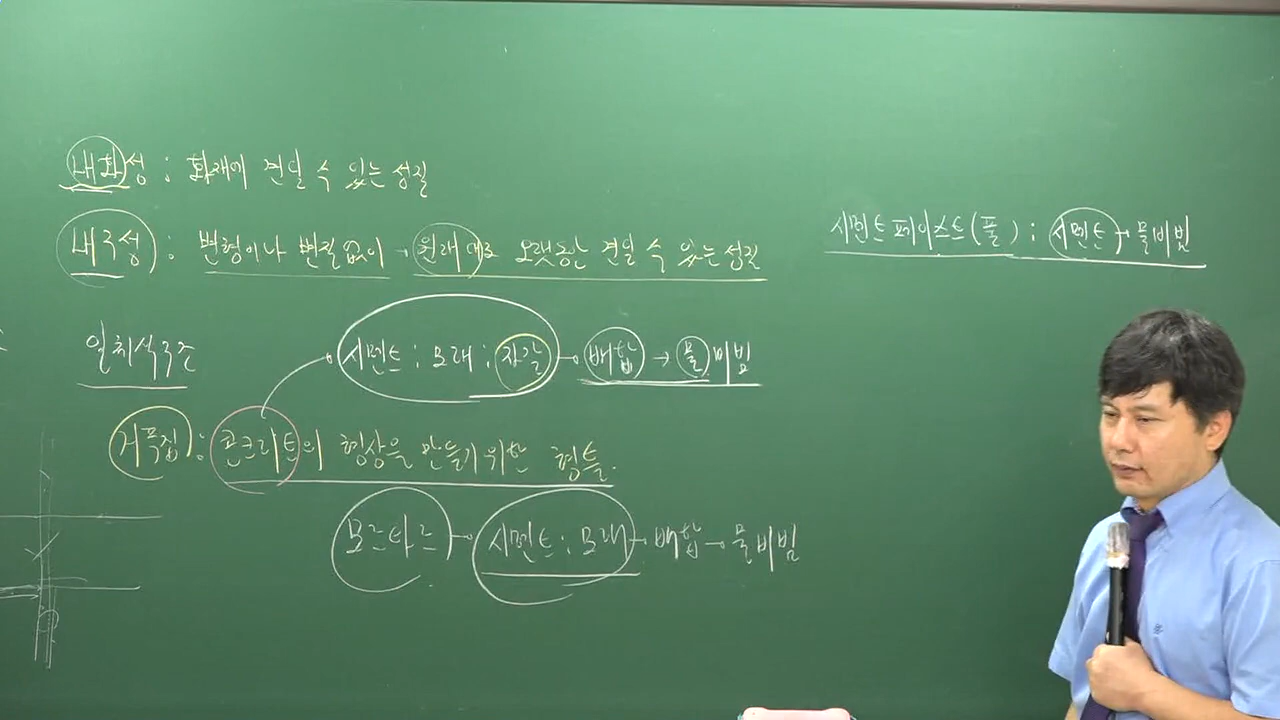 내화성 : 화재에 견딜 수 있는 성질
내구성 : 변형이나 변질없이 → 원래대로 오랫동안 견딜 수 있는 성질
시멘트페이스트(풀) : 시멘트 → 물비빔
일체식구조
시멘트 : 모래 : 자갈 → 배합 → 물비빔
거푸집 : 콘크리트의 형상을 만들기위한 형틀.
모르타르 → 시멘트 : 모래 → 배합 → 물비빔